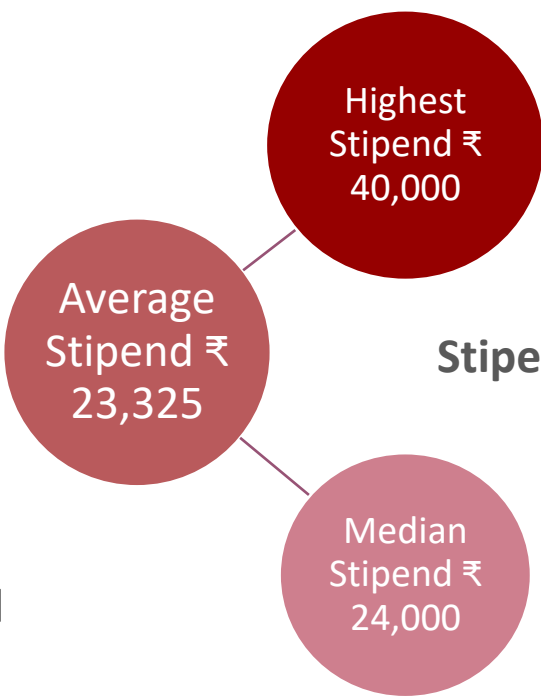 Highest
Stipend ₹
40,000
Average
Stipend ₹
23,325
Stipe
Median
Stipend ₹
24,000